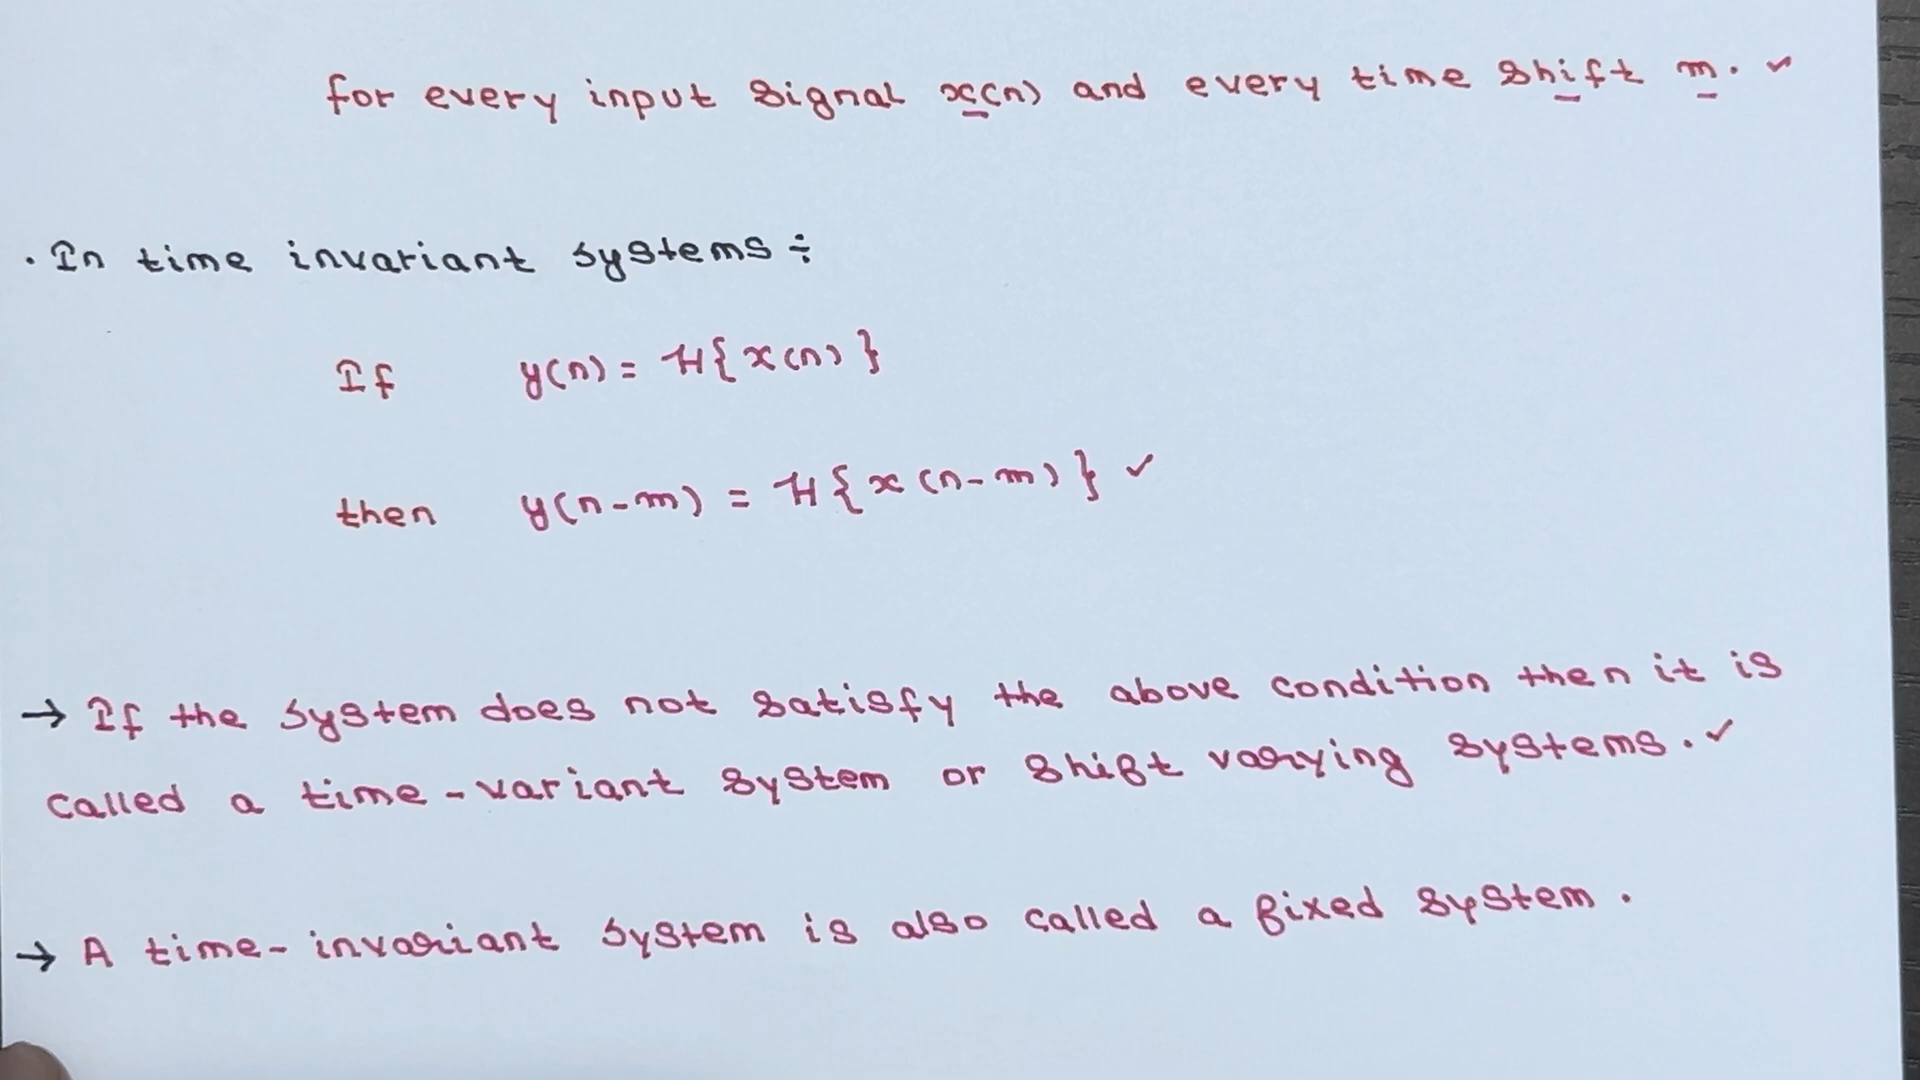 for every input signal x(n) and every time shift m. ✓
• In time invariant systems ÷
If y(n) = H{x(n)}
then y(n-m) = H{x(n-m)} ✓
→ If the system does not satisfy the above condition then it is
called a time-variant system or shift varying systems. ✓
→ A time-invariant system is also called a fixed system.